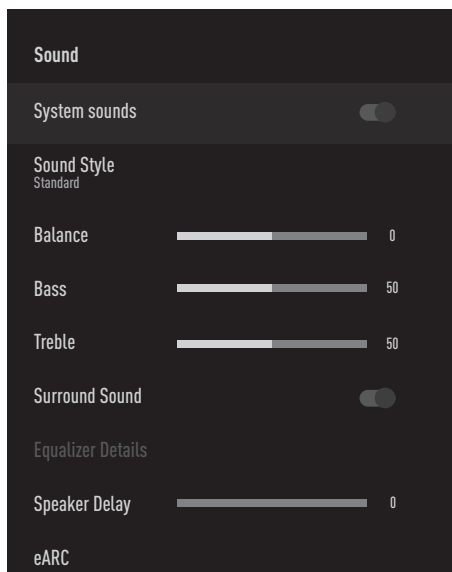 Sound
System sounds
Sound Style
Standard
Balance 0
Bass 50
Treble 50
Surround Sound
Equalizer Details
Speaker Delay 0
eARC